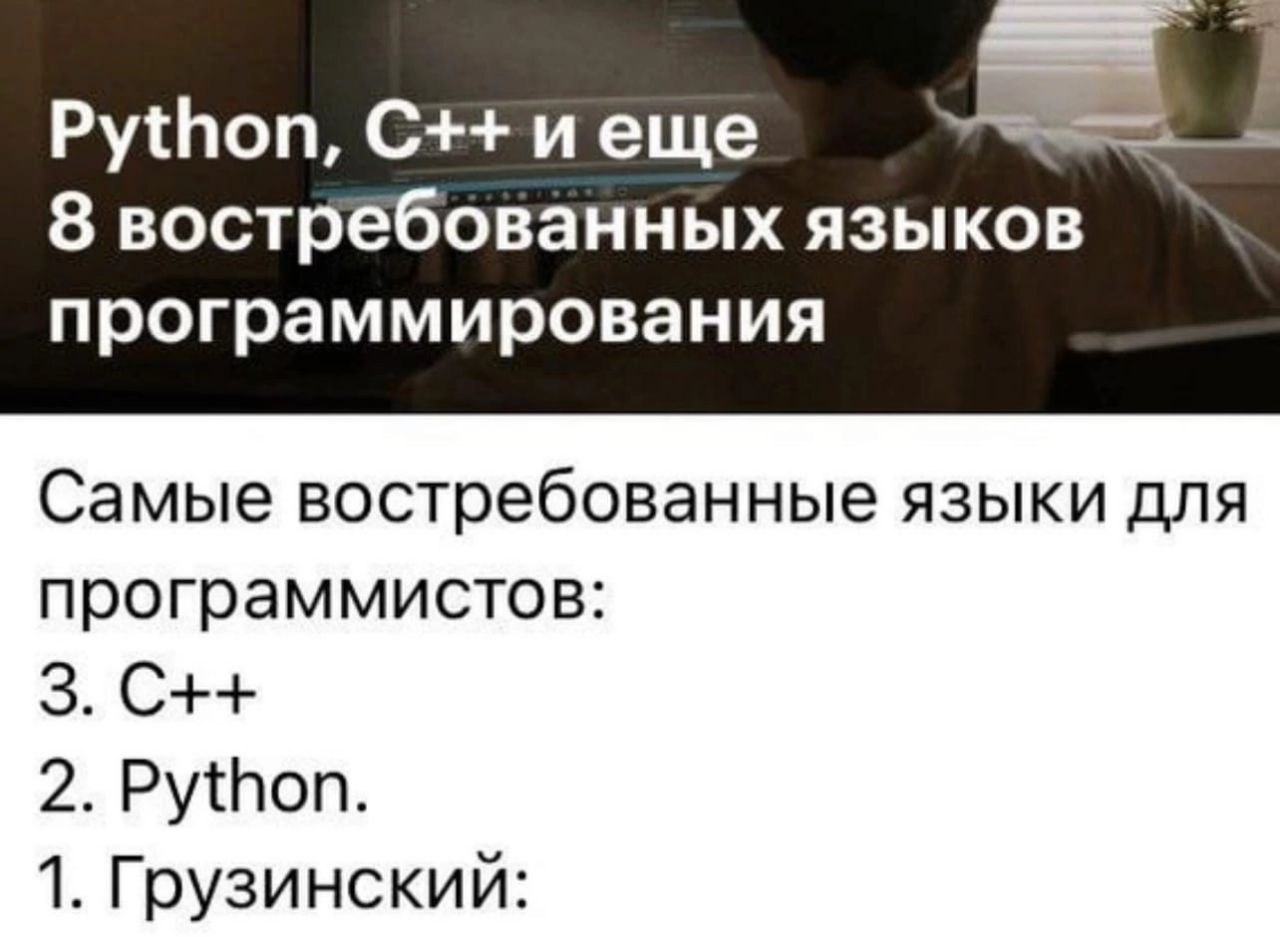 Python, C++ и еще
8 востребованных языков
программирования
Самые востребованные языки для
программистов:
3. C++
2. Python.
1. Грузинский: